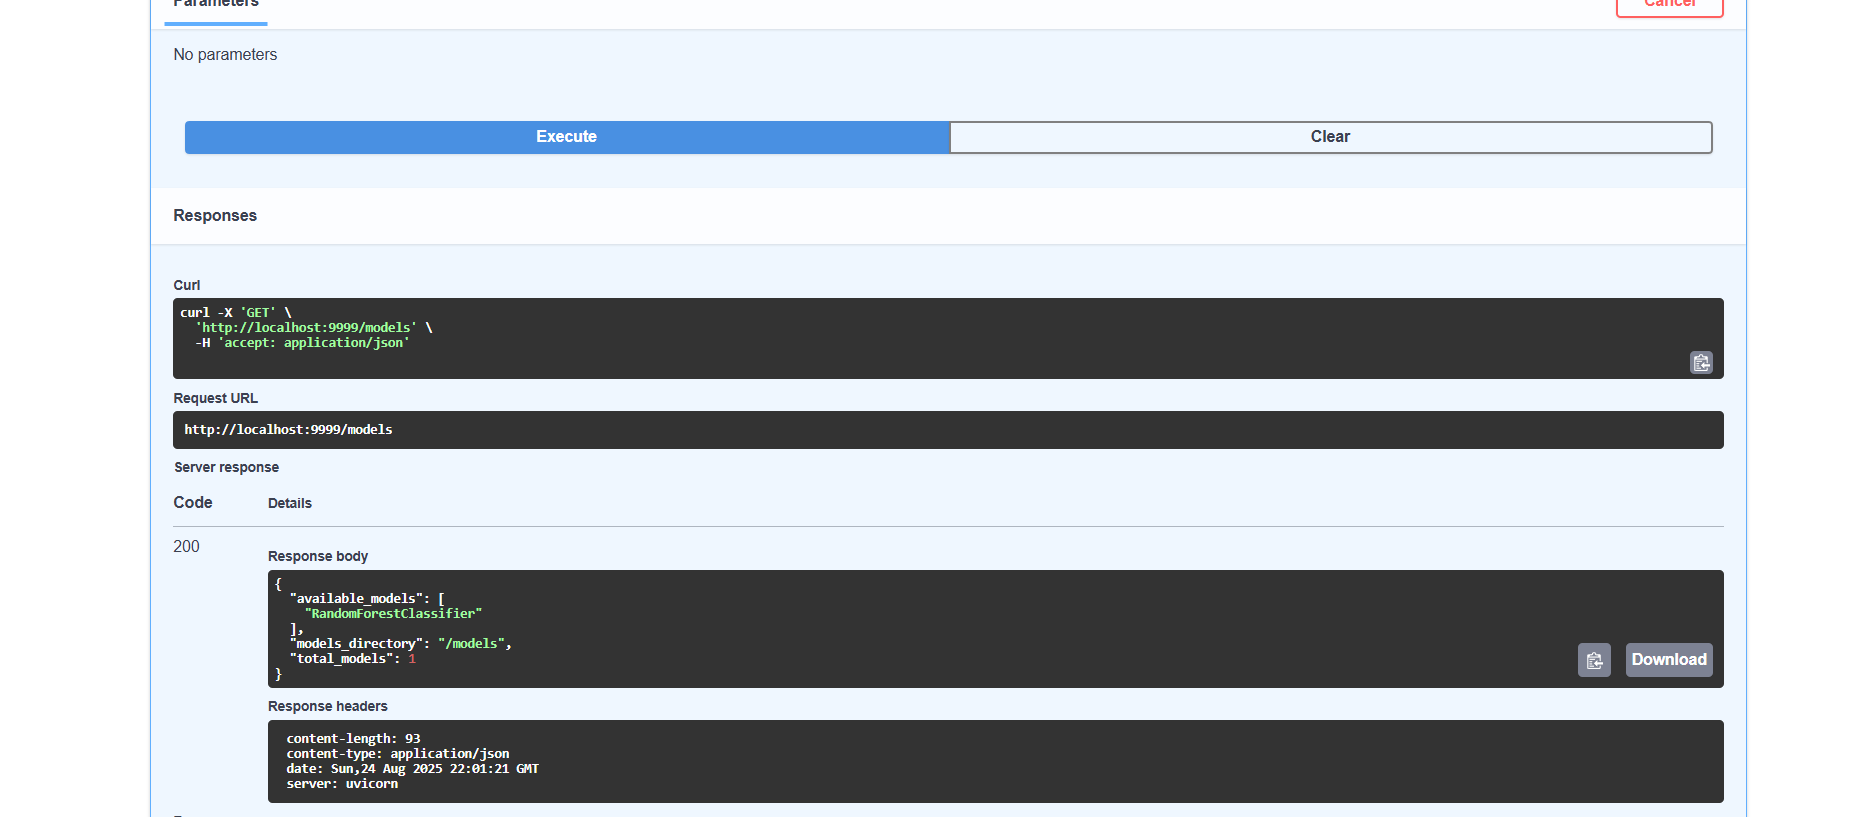 Parameters
Cancel
No parameters
Execute
Clear
Responses
Curl
curl -X 'GET' \
'http://localhost:9999/models' \
-H 'accept: application/json'
Request URL
http://localhost:9999/models
Server response
Code
Details
200
Response body
{
"available_models": [
"RandomForestClassifier"
],
"models_directory": "/models",
"total_models": 1
}
Download
Response headers
content-length: 93
content-type: application/json
date: Sun,24 Aug 2025 22:01:21 GMT
server: uvicorn